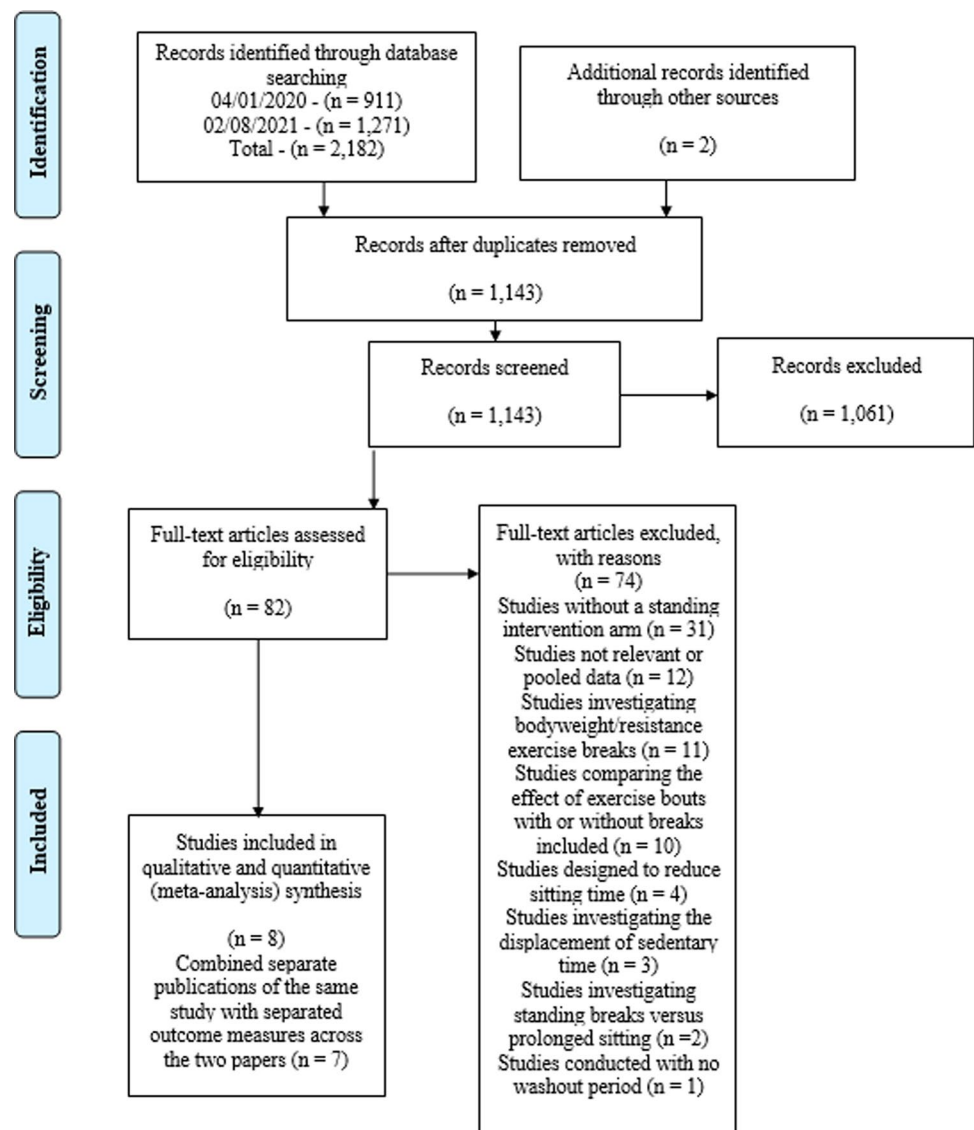 Identification
Records identified through database
searching
04/01/2020 - (n = 911)
02/08/2021 - (n = 1,271)
Total - (n = 2,182)
Additional records identified
through other sources
(n = 2)
Records after duplicates removed
(n = 1,143)
Screening
Records screened
(n = 1,143)
Records excluded
(n = 1,061)
Eligibility
Full-text articles assessed
for eligibility
(n = 82)
Full-text articles excluded,
with reasons
(n = 74)
Studies without a standing
intervention arm (n = 31)
Studies not relevant or
pooled data (n = 12)
Studies investigating
bodyweight/resistance
exercise breaks (n = 11)
Studies comparing the
effect of exercise bouts
with or without breaks
included (n = 10)
Studies designed to reduce
sitting time (n = 4)
Studies investigating the
displacement of sedentary
time (n = 3)
Studies investigating
standing breaks versus
prolonged sitting (n =2)
Studies conducted with no
washout period (n = 1)
Included
Studies included in
qualitative and quantitative
(meta-analysis) synthesis
(n = 8)
Combined separate
publications of the same
study with separated
outcome measures across
the two papers (n = 7)